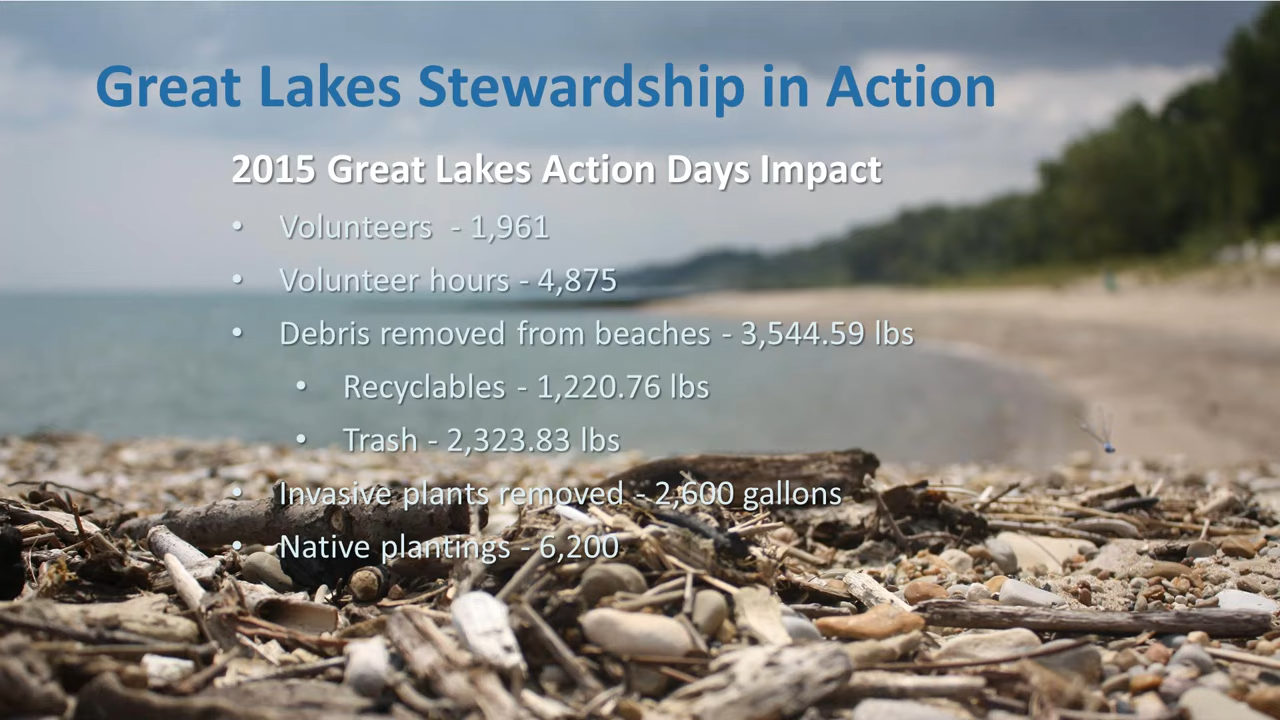 Great Lakes Stewardship in Action
2015 Great Lakes Action Days Impact
• Volunteers - 1,961
• Volunteer hours - 4,875
• Debris removed from beaches - 3,544.59 lbs
• Recyclables - 1,220.76 lbs
• Trash - 2,323.83 lbs
• Invasive plants removed - 2,600 gallons
• Native plantings - 6,200